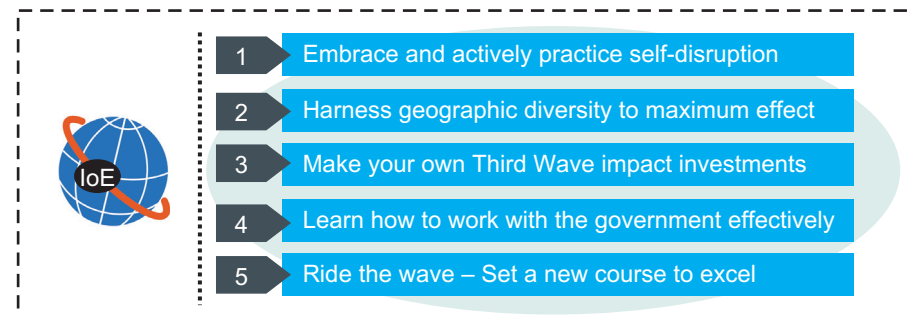 IoE
1 Embrace and actively practice self-disruption
2 Harness geographic diversity to maximum effect
3 Make your own Third Wave impact investments
4 Learn how to work with the government effectively
5 Ride the wave – Set a new course to excel